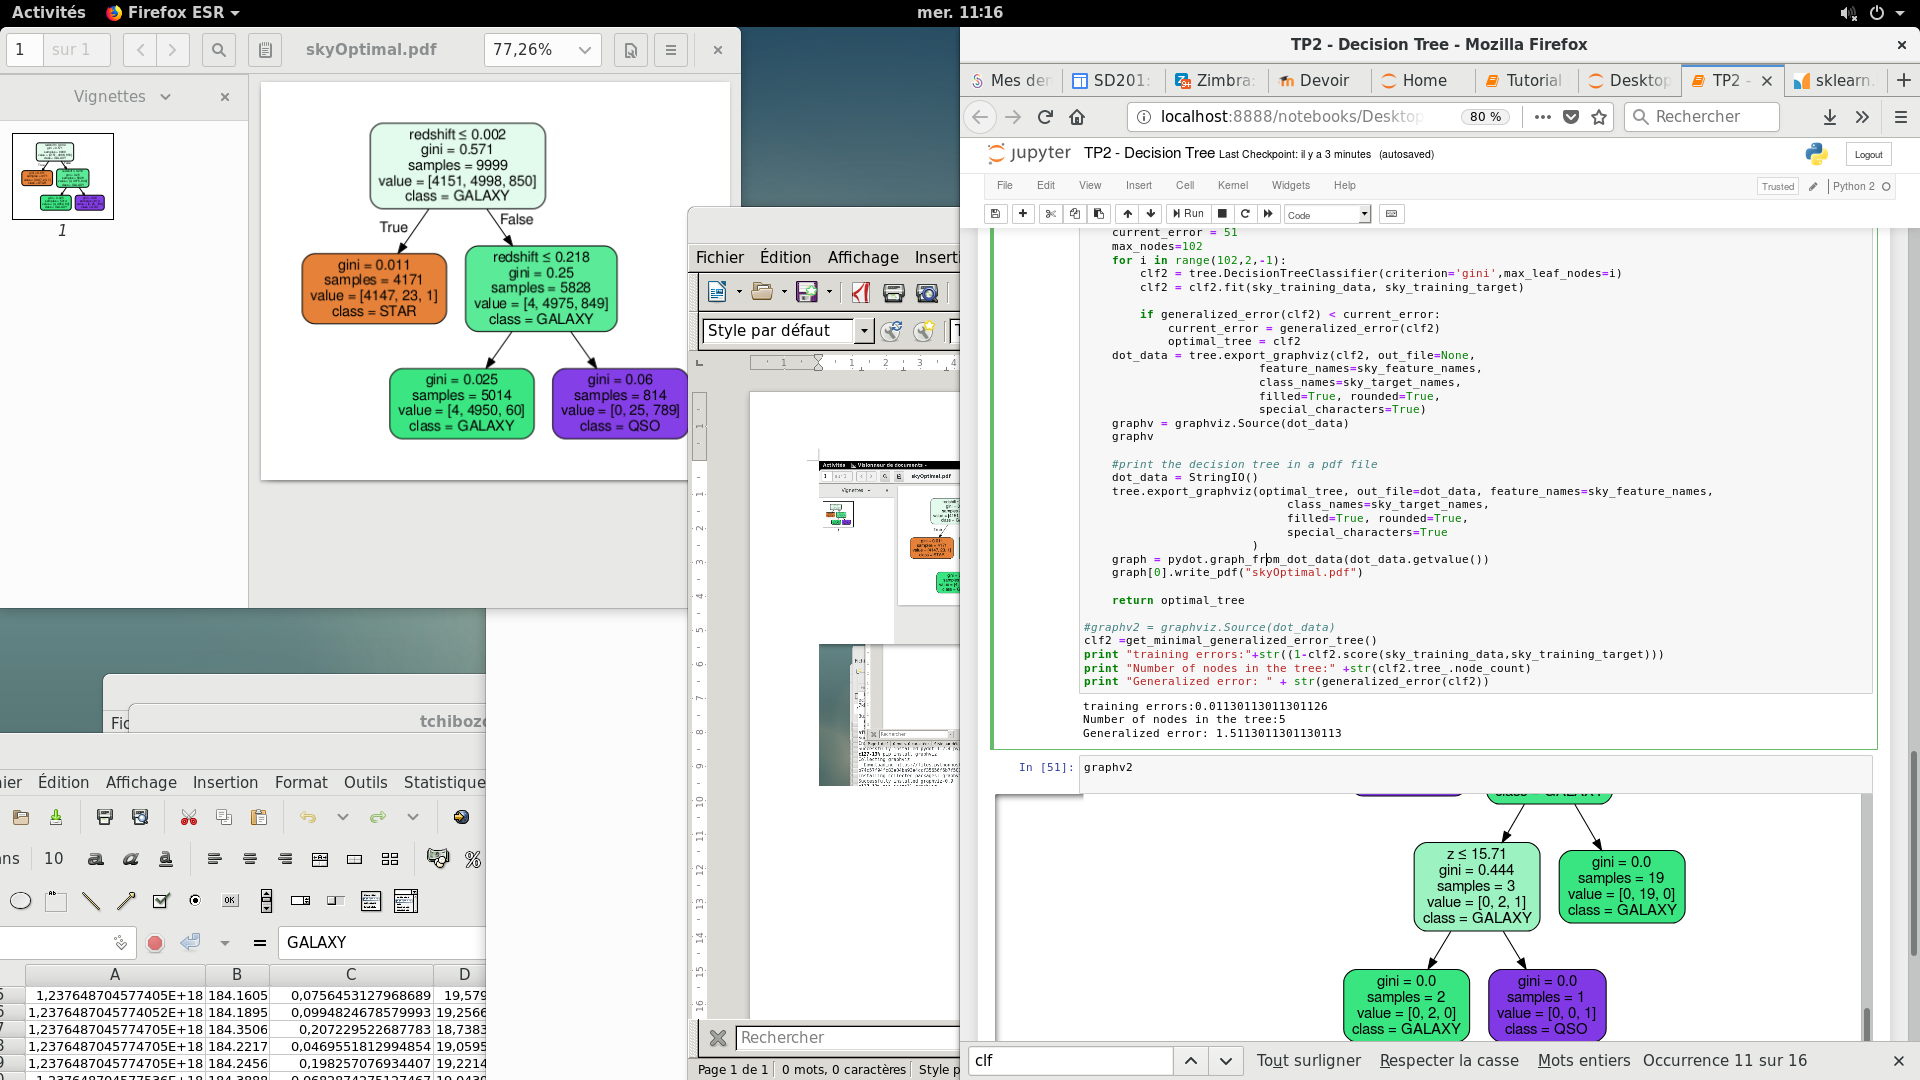 Activités
Firefox ESR
mer. 11:16
1
sur 1
skyOptimal.pdf
77,26%
Vignettes
1
redshift ≤ 0.002
gini = 0.571
samples = 9999
value = [4151, 4998, 850]
class = GALAXY
True
False
gini = 0.011
samples = 4171
value = [4147, 23, 1]
class = STAR
redshift ≤ 0.218
gini = 0.25
samples = 5828
value = [4, 4975, 849]
class = GALAXY
gini = 0.025
samples = 5014
value = [4, 4950, 60]
class = GALAXY
gini = 0.06
samples = 814
value = [0, 25, 789]
class = QSO
Fichier Édition Affichage Inserti
Style par défaut
Rechercher
Page 1 de 1
0 mots, 0 caractères
Style p
Fic
tchibozo
ier Édition Affichage Insertion Format Outils Statistique
ns
10
OK
%
=
GALAXY
A B C D
1,237648704577405E+18 184.1605 0,0756453127968689 19,579
1,2376487045774052E+18 184.1895 0,0994824678579993 19,2566
1,2376487045774705E+18 184.3506 0,207229522687783 18,7383
1,2376487045774705E+18 184.2217 0,0469551812994854 19,0595
1,2376487045774705E+18 184.2456 0,198257076934407 19,2214
TP2 - Decision Tree - Mozilla Firefox
Mes de
SD201:
Zimbra:
Devoir
Home
Tutorial
Desktop
TP2 -
sklearn.
localhost:8888/notebooks/Desktop
80 %
Rechercher
jupyter
TP2 - Decision Tree
Last Checkpoint: il y a 3 minutes (autosaved)
Logout
File Edit View Insert Cell Kernel Widgets Help
Trusted
Python 2
Run
Code
current_error = 51
max_nodes=102
for i in range(102,2,-1):
clf2 = tree.DecisionTreeClassifier(criterion='gini',max_leaf_nodes=i)
clf2 = clf2.fit(sky_training_data, sky_training_target)
if generalized_error(clf2) < current_error:
current_error = generalized_error(clf2)
optimal_tree = clf2
dot_data = tree.export_graphviz(clf2, out_file=None,
feature_names=sky_feature_names,
class_names=sky_target_names,
filled=True, rounded=True,
special_characters=True)
graphv = graphviz.Source(dot_data)
graphv
#print the decision tree in a pdf file
dot_data = StringIO()
tree.export_graphviz(optimal_tree, out_file=dot_data, feature_names=sky_feature_names,
class_names=sky_target_names,
filled=True, rounded=True,
special_characters=True
)
graph = pydot.graph_from_dot_data(dot_data.getvalue())
graph[0].write_pdf("skyOptimal.pdf")
return optimal_tree
#graphv2 = graphviz.Source(dot_data)
clf2 =get_minimal_generalized_error_tree()
print "training errors:"+str((1-clf2.score(sky_training_data,sky_training_target)))
print "Number of nodes in the tree:" +str(clf2.tree_.node_count)
print "Generalized error: " + str(generalized_error(clf2))
training errors:0.01130113011301126
Number of nodes in the tree:5
Generalized error: 1.5113011301130113
In [51]: graphv2
class = GALAXY
z ≤ 15.71
gini = 0.444
samples = 3
value = [0, 2, 1]
class = GALAXY
gini = 0.0
samples = 19
value = [0, 19, 0]
class = GALAXY
gini = 0.0
samples = 2
value = [0, 2, 0]
class = GALAXY
gini = 0.0
samples = 1
value = [0, 0, 1]
class = QSO
clf
Tout surligner
Respecter la casse
Mots entiers
Occurrence 11 sur 16